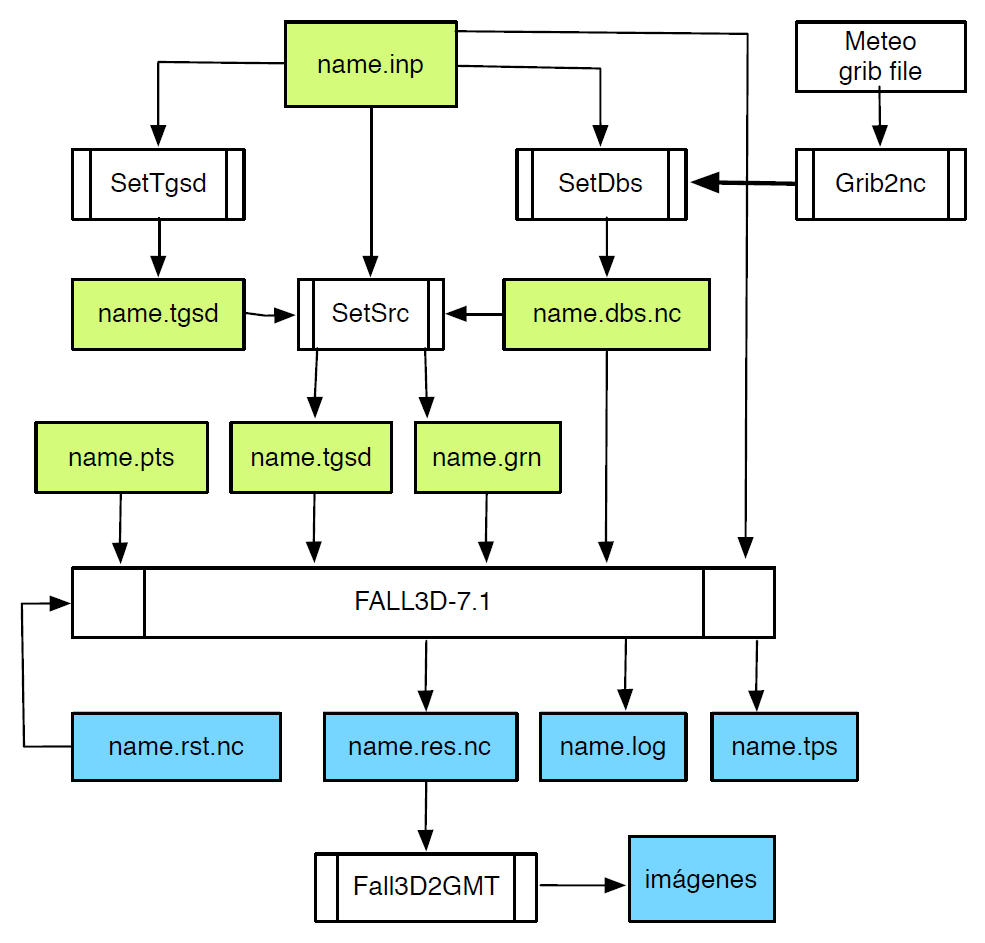 name.inp
Meteo
grib file
SetTgsd
SetDbs
Grib2nc
name.tgsd
SetSrc
name.dbs.nc
name.pts
name.tgsd
name.grn
FALL3D-7.1
name.rst.nc
name.res.nc
name.log
name.tps
Fall3D2GMT
imágenes